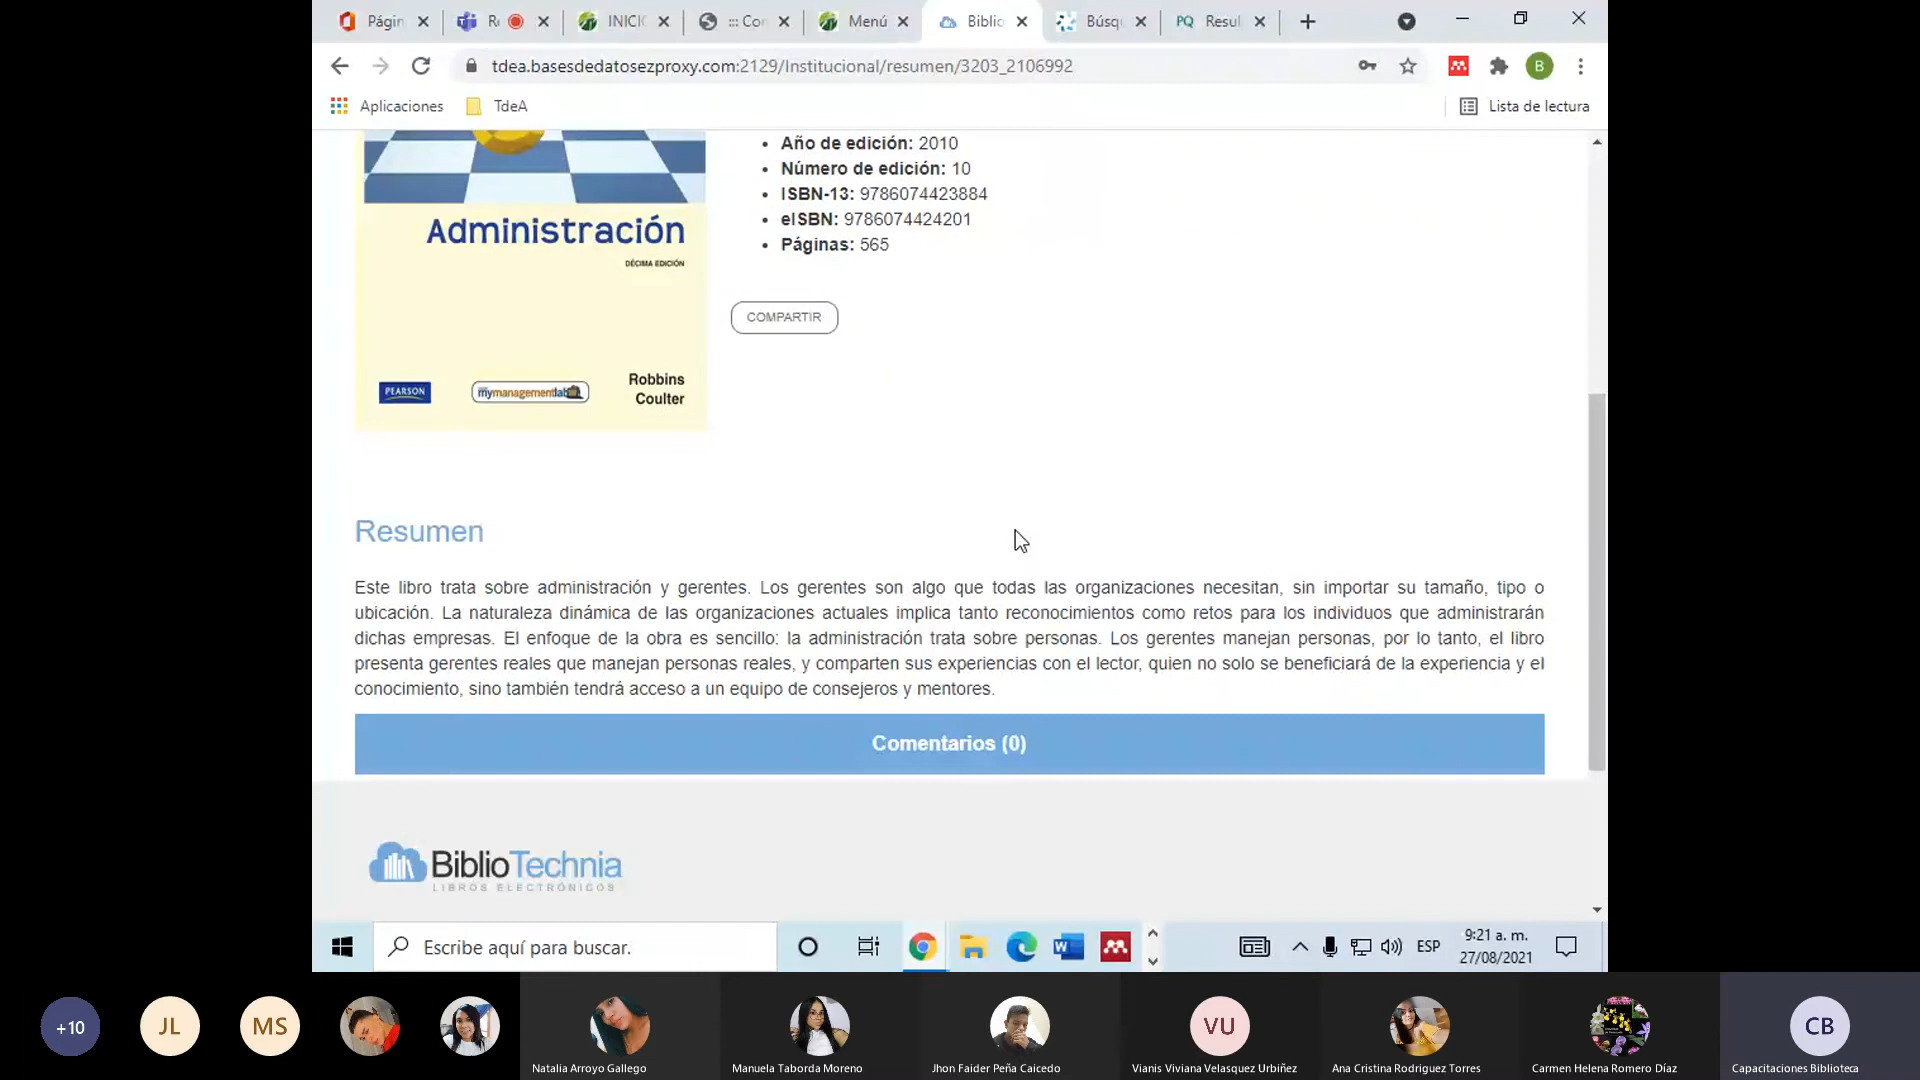 Págin
Re
INICIO
::: Cor
Menú
Biblio
Búsq
PQ Resul
tdea.basesdedatosezproxy.com:2129/Institucional/resumen/3203_2106992
B
Aplicaciones
TdeA
Lista de lectura
Administración
DÉCIMA EDICIÓN
PEARSON
mymanagementlab
Robbins
Coulter
• Año de edición: 2010
• Número de edición: 10
• ISBN-13: 9786074423884
• eISBN: 9786074424201
• Páginas: 565
COMPARTIR
Resumen
Este libro trata sobre administración y gerentes. Los gerentes son algo que todas las organizaciones necesitan, sin importar su tamaño, tipo o
ubicación. La naturaleza dinámica de las organizaciones actuales implica tanto reconocimientos como retos para los individuos que administrarán
dichas empresas. El enfoque de la obra es sencillo: la administración trata sobre personas. Los gerentes manejan personas, por lo tanto, el libro
presenta gerentes reales que manejan personas reales, y comparten sus experiencias con el lector, quien no solo se beneficiará de la experiencia y el
conocimiento, sino también tendrá acceso a un equipo de consejeros y mentores.
Comentarios (0)
BiblioTechnia
LIBROS ELECTRÓNICOS
Escribe aquí para buscar.
ESP
9:21 a. m.
27/08/2021
+10
JL
MS
VU
CB
Natalia Arroyo Gallego
Manuela Taborda Moreno
Jhon Faider Peña Caicedo
Vianis Viviana Velasquez Urbiñez
Ana Cristina Rodriguez Torres
Carmen Helena Romero Díaz
Capacitaciones Biblioteca